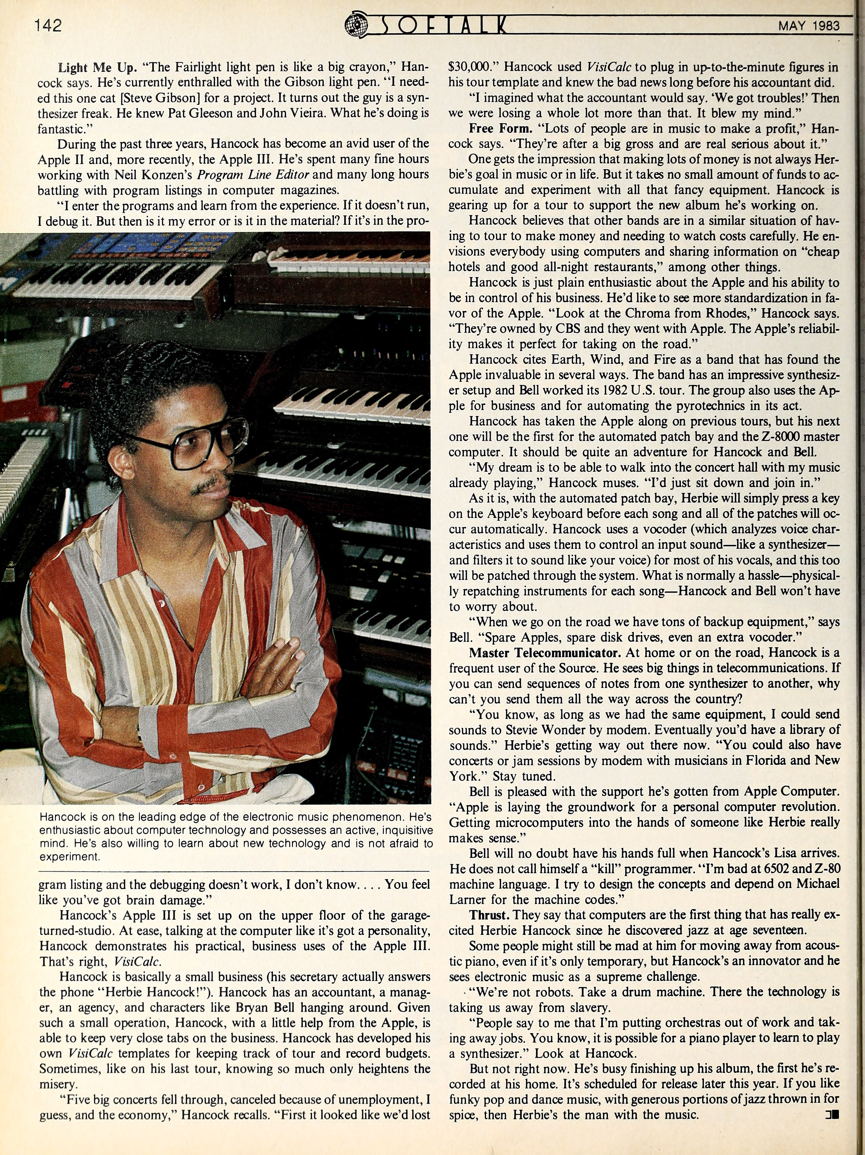 142
SOFTALK
MAY 1983
Light Me Up. “The Fairlight light pen is like a big crayon,” Han-
cock says. He’s currently enthralled with the Gibson light pen. “I need-
ed this one cat [Steve Gibson] for a project. It turns out the guy is a syn-
thesizer freak. He knew Pat Gleeson and John Vieira. What he’s doing is
fantastic.”
During the past three years, Hancock has become an avid user of the
Apple II and, more recently, the Apple III. He’s spent many fine hours
working with Neil Konzen’s Program Line Editor and many long hours
battling with program listings in computer magazines.
“I enter the programs and learn from the experience. If it doesn’t run,
I debug it. But then is it my error or is it in the material? If it’s in the pro-
Hancock is on the leading edge of the electronic music phenomenon. He’s
enthusiastic about computer technology and possesses an active, inquisitive
mind. He’s also willing to learn about new technology and is not afraid to
experiment.
gram listing and the debugging doesn’t work, I don’t know. . . . You feel
like you’ve got brain damage.”
Hancock’s Apple III is set up on the upper floor of the garage-
turned-studio. At ease, talking at the computer like it’s got a personality,
Hancock demonstrates his practical, business uses of the Apple III.
That’s right, VisiCalc.
Hancock is basically a small business (his secretary actually answers
the phone “Herbie Hancock!”). Hancock has an accountant, a manag-
er, an agency, and characters like Bryan Bell hanging around. Given
such a small operation, Hancock, with a little help from the Apple, is
able to keep very close tabs on the business. Hancock has developed his
own VisiCalc templates for keeping track of tour and record budgets.
Sometimes, like on his last tour, knowing so much only heightens the
misery.
“Five big concerts fell through, canceled because of unemployment, I
guess, and the economy,” Hancock recalls. “First it looked like we’d lost
$30,000.” Hancock used VisiCalc to plug in up-to-the-minute figures in
his tour template and knew the bad news long before his accountant did.
“I imagined what the accountant would say. ‘We got troubles!’ Then
we were losing a whole lot more than that. It blew my mind.”
Free Form. “Lots of people are in music to make a profit,” Han-
cock says. “They’re after a big gross and are real serious about it.”
One gets the impression that making lots of money is not always Her-
bie’s goal in music or in life. But it takes no small amount of funds to ac-
cumulate and experiment with all that fancy equipment. Hancock is
gearing up for a tour to support the new album he’s working on.
Hancock believes that other bands are in a similar situation of hav-
ing to tour to make money and needing to watch costs carefully. He en-
visions everybody using computers and sharing information on “cheap
hotels and good all-night restaurants,” among other things.
Hancock is just plain enthusiastic about the Apple and his ability to
be in control of his business. He’d like to see more standardization in fa-
vor of the Apple. “Look at the Chroma from Rhodes,” Hancock says.
“They’re owned by CBS and they went with Apple. The Apple’s reliabil-
ity makes it perfect for taking on the road.”
Hancock cites Earth, Wind, and Fire as a band that has found the
Apple invaluable in several ways. The band has an impressive synthesiz-
er setup and Bell worked its 1982 U.S. tour. The group also uses the Ap-
ple for business and for automating the pyrotechnics in its act.
Hancock has taken the Apple along on previous tours, but his next
one will be the first for the automated patch bay and the Z-8000 master
computer. It should be quite an adventure for Hancock and Bell.
“My dream is to be able to walk into the concert hall with my music
already playing,” Hancock muses. “I’d just sit down and join in.”
As it is, with the automated patch bay, Herbie will simply press a key
on the Apple’s keyboard before each song and all of the patches will oc-
cur automatically. Hancock uses a vocoder (which analyzes voice char-
acteristics and uses them to control an input sound—like a synthesizer—
and filters it to sound like your voice) for most of his vocals, and this too
will be patched through the system. What is normally a hassle—physical-
ly repatching instruments for each song—Hancock and Bell won’t have
to worry about.
“When we go on the road we have tons of backup equipment,” says
Bell. “Spare Apples, spare disk drives, even an extra vocoder.”
Master Telecommunicator. At home or on the road, Hancock is a
frequent user of the Source. He sees big things in telecommunications. If
you can send sequences of notes from one synthesizer to another, why
can’t you send them all the way across the country?
“You know, as long as we had the same equipment, I could send
sounds to Stevie Wonder by modem. Eventually you’d have a library of
sounds.” Herbie’s getting way out there now. “You could also have
concerts or jam sessions by modem with musicians in Florida and New
York.” Stay tuned.
Bell is pleased with the support he’s gotten from Apple Computer.
“Apple is laying the groundwork for a personal computer revolution.
Getting microcomputers into the hands of someone like Herbie really
makes sense.”
Bell will no doubt have his hands full when Hancock’s Lisa arrives.
He does not call himself a “kill” programmer. “I’m bad at 6502 and Z-80
machine language. I try to design the concepts and depend on Michael
Larner for the machine codes.”
Thrust. They say that computers are the first thing that has really ex-
cited Herbie Hancock since he discovered jazz at age seventeen.
Some people might still be mad at him for moving away from acous-
tic piano, even if it’s only temporary, but Hancock’s an innovator and he
sees electronic music as a supreme challenge.
“We’re not robots. Take a drum machine. There the technology is
taking us away from slavery.
“People say to me that I’m putting orchestras out of work and tak-
ing away jobs. You know, it is possible for a piano player to learn to play
a synthesizer.” Look at Hancock.
But not right now. He’s busy finishing up his album, the first he’s re-
corded at his home. It’s scheduled for release later this year. If you like
funky pop and dance music, with generous portions of jazz thrown in for
spice, then Herbie’s the man with the music.